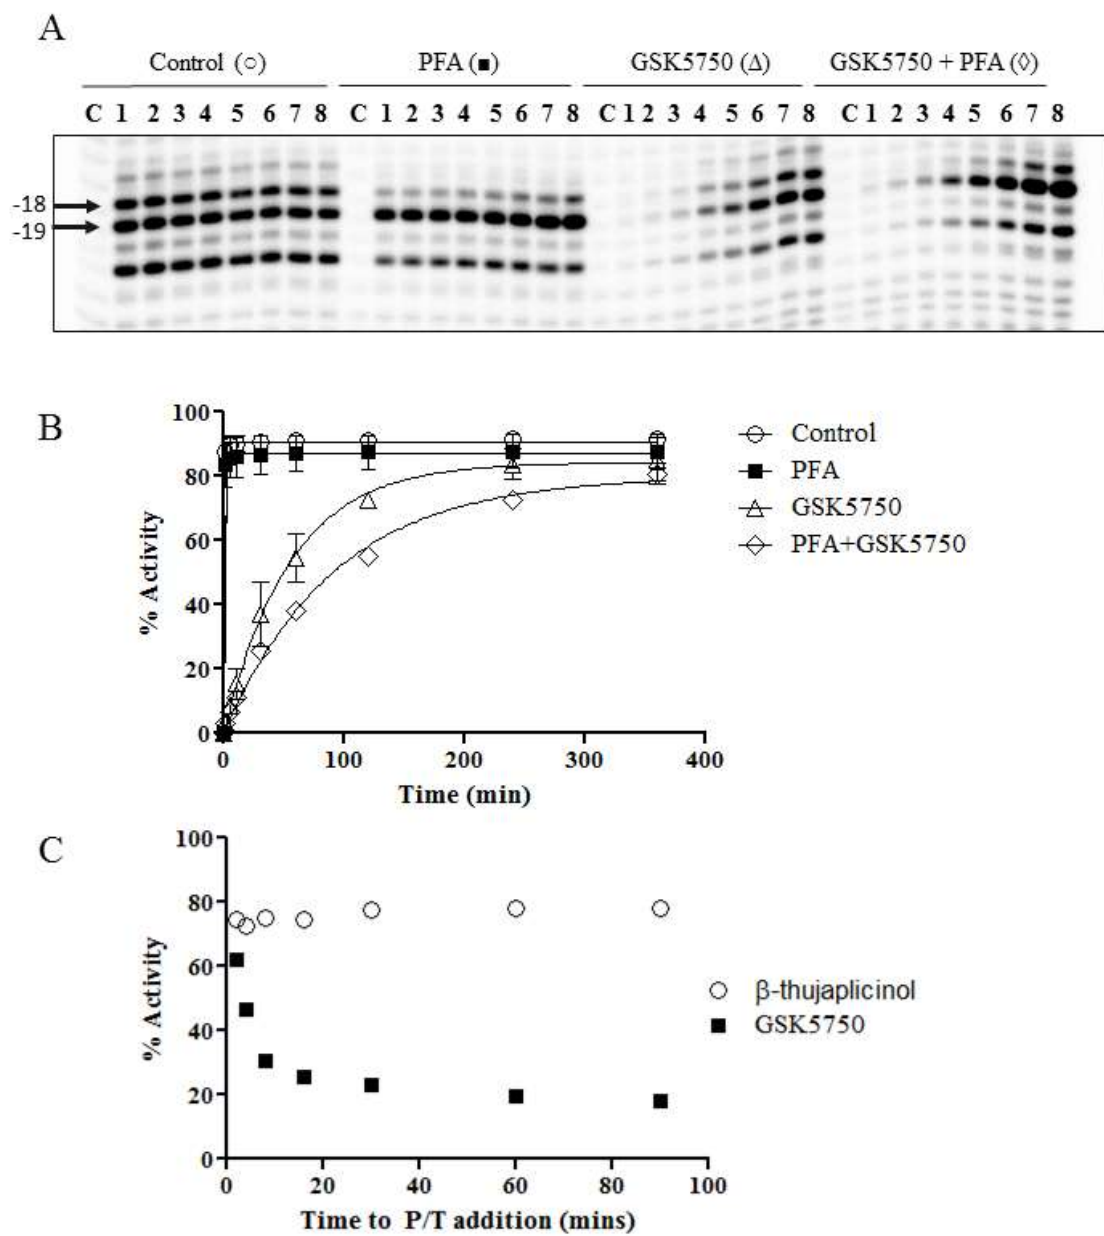 A
Control (○) PFA (■) GSK5750 (Δ) GSK5750 + PFA (◊)
C 1 2 3 4 5 6 7 8 C 1 2 3 4 5 6 7 8 C 1 2 3 4 5 6 7 8 C 1 2 3 4 5 6 7 8
-18
-19
B
% Activity
100
80
60
40
20
0
0 100 200 300 400
Time (min)
Control
PFA
GSK5750
PFA+GSK5750
C
% Activity
100
80
60
40
20
0
0 20 40 60 80 100
Time to P/T addition (mins)
β-thujaplicinol
GSK5750